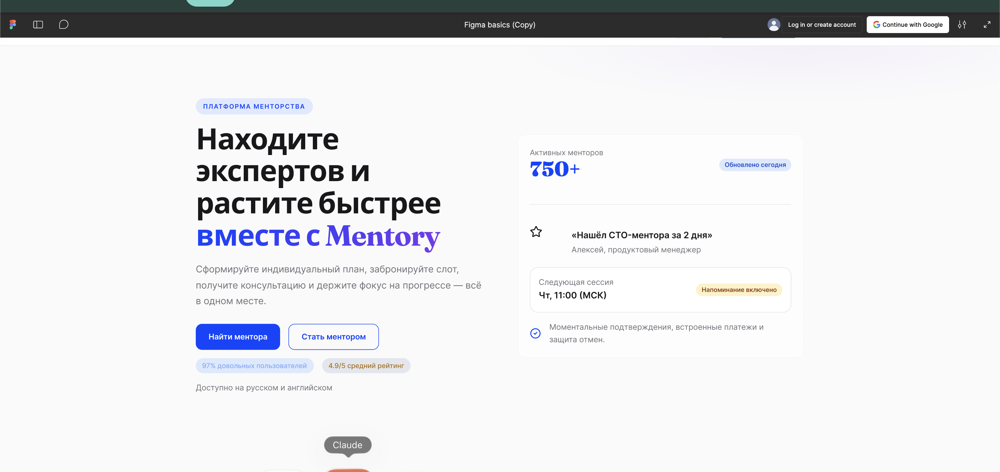 Figma basics (Copy)
Log in or create account
Continue with Google
ПЛАТФОРМА МЕНТОРСТВА
Находите
экспертов и
растите быстрее
вместе с Mentory
Сформируйте индивидуальный план, забронируйте слот,
получите консультацию и держите фокус на прогрессе — всё
в одном месте.
Найти ментора
Стать ментором
97% довольных пользователей
4.9/5 средний рейтинг
Доступно на русском и английском
Активных менторов
750+
Обновлено сегодня
«Нашёл СТО-ментора за 2 дня»
Алексей, продуктовый менеджер
Следующая сессия
Чт, 11:00 (МСК)
Напоминание включено
Моментальные подтверждения, встроенные платежи и
защита отмен.
Claude